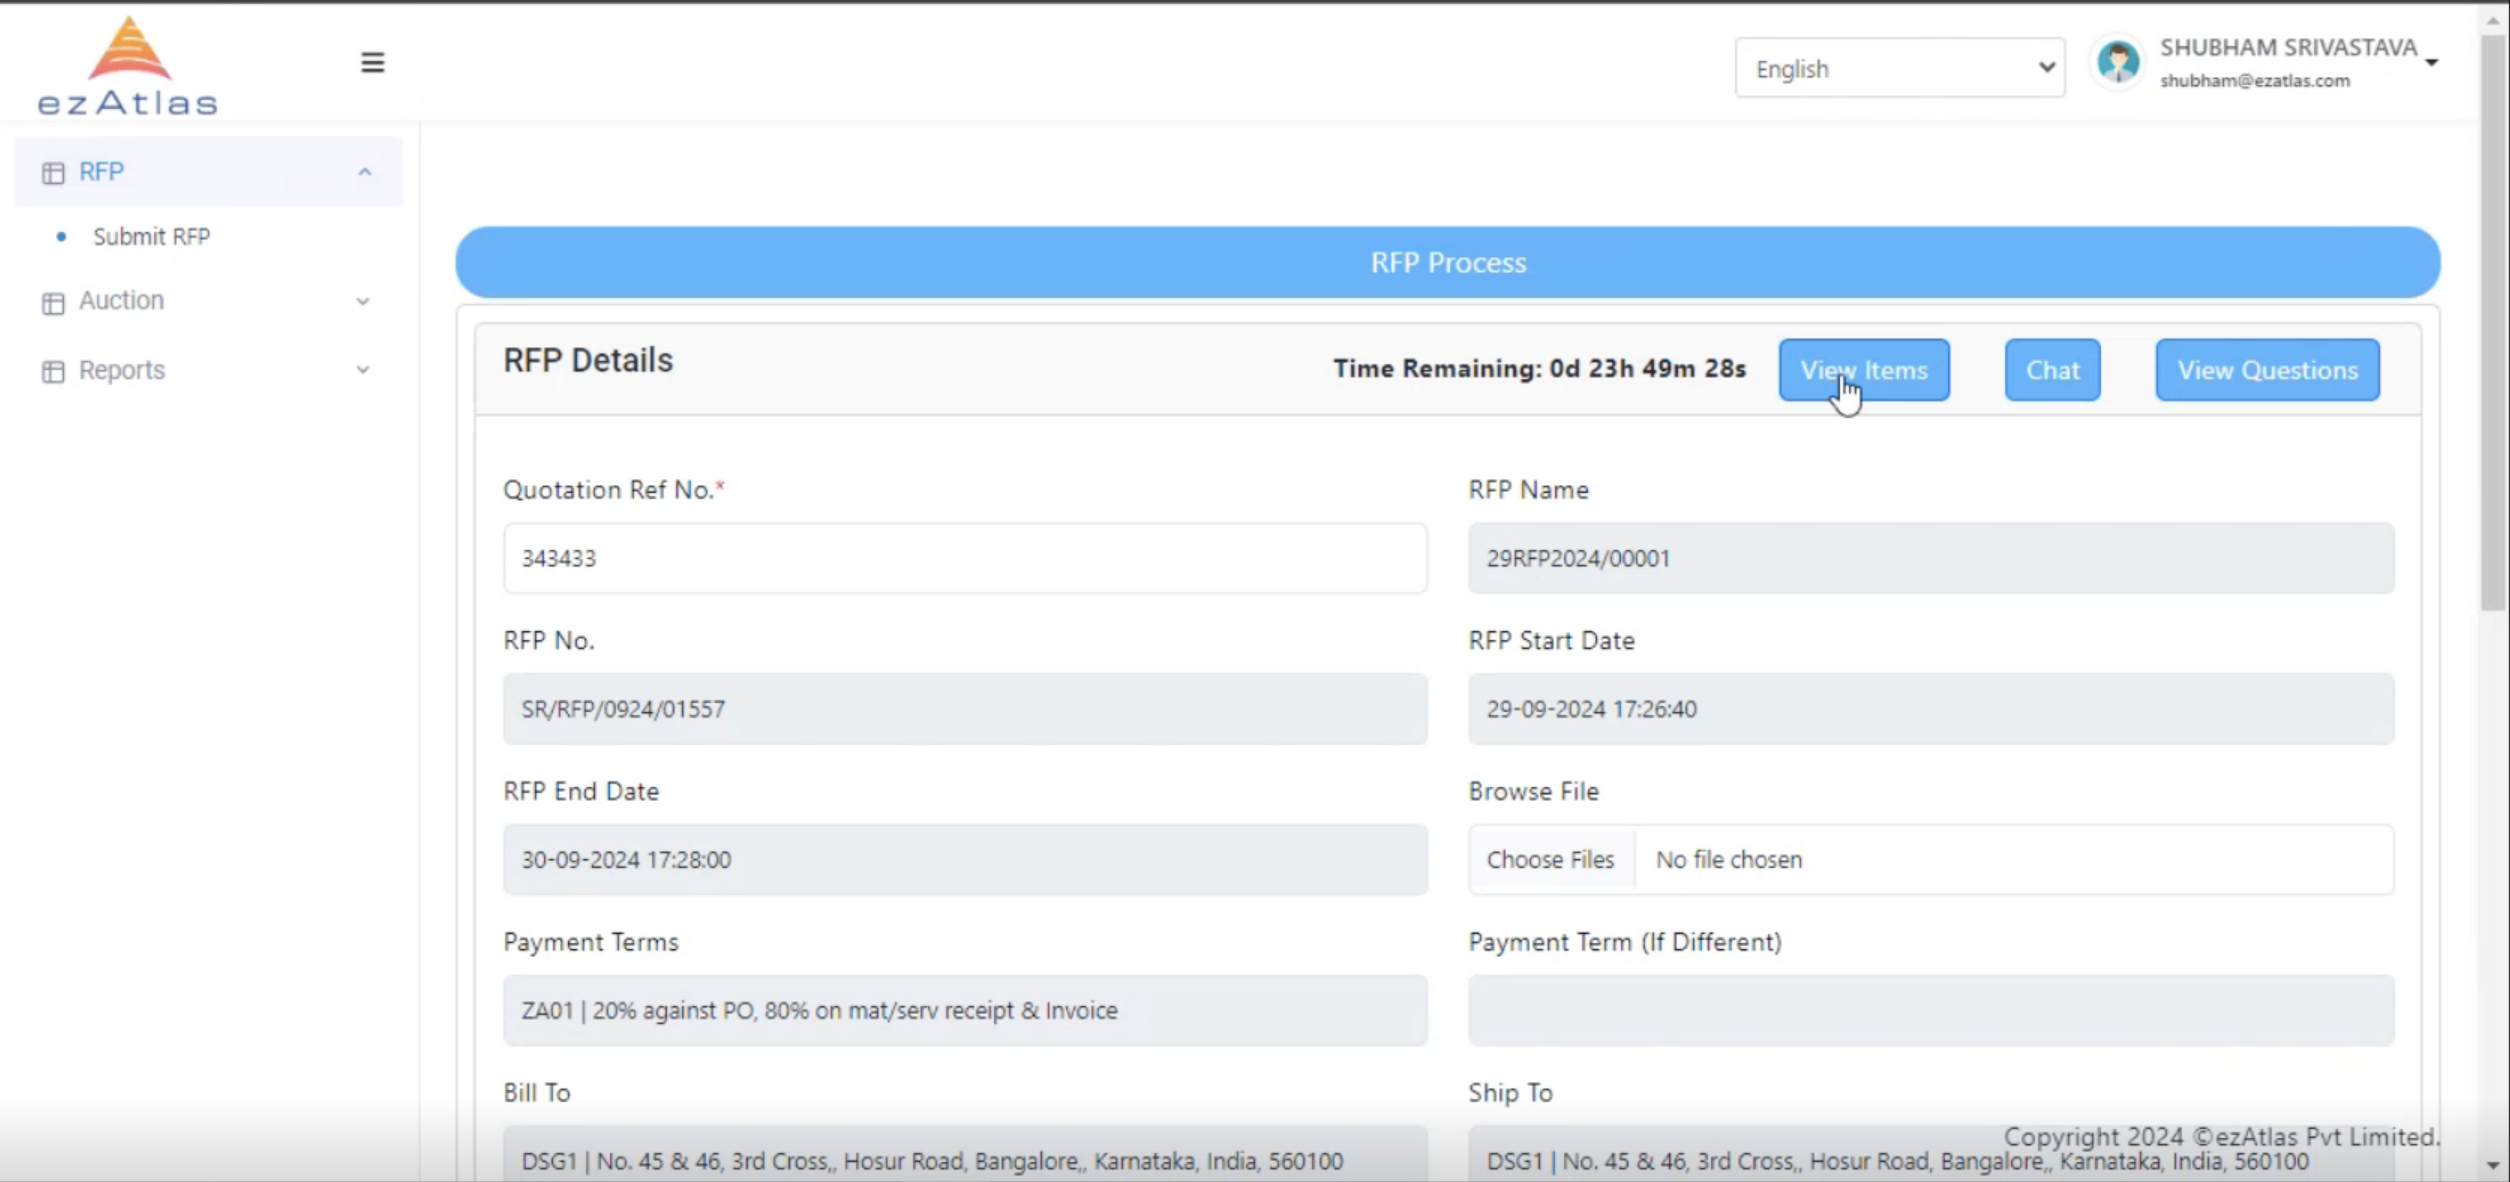 ezAtlas
English
SHUBHAM SRIVASTAVA
shubham@ezatlas.com
RFP
Submit RFP
Auction
Reports
RFP Process
RFP Details
Time Remaining: 0d 23h 49m 28s
View Items
Chat
View Questions
Quotation Ref No.*
RFP Name
343433
29RFP2024/00001
RFP No.
RFP Start Date
SR/RFP/0924/01557
29-09-2024 17:26:40
RFP End Date
Browse File
30-09-2024 17:28:00
Choose Files No file chosen
Payment Terms
Payment Term (If Different)
ZA01 | 20% against PO, 80% on mat/serv receipt & Invoice
Bill To
Ship To
Copyright 2024 ©ezAtlas Pvt Limited.
DSG1 | No. 45 & 46, 3rd Cross,, Hosur Road, Bangalore,, Karnataka, India, 560100
DSG1 | No. 45 & 46, 3rd Cross,, Hosur Road, Bangalore,, Karnataka, India, 560100